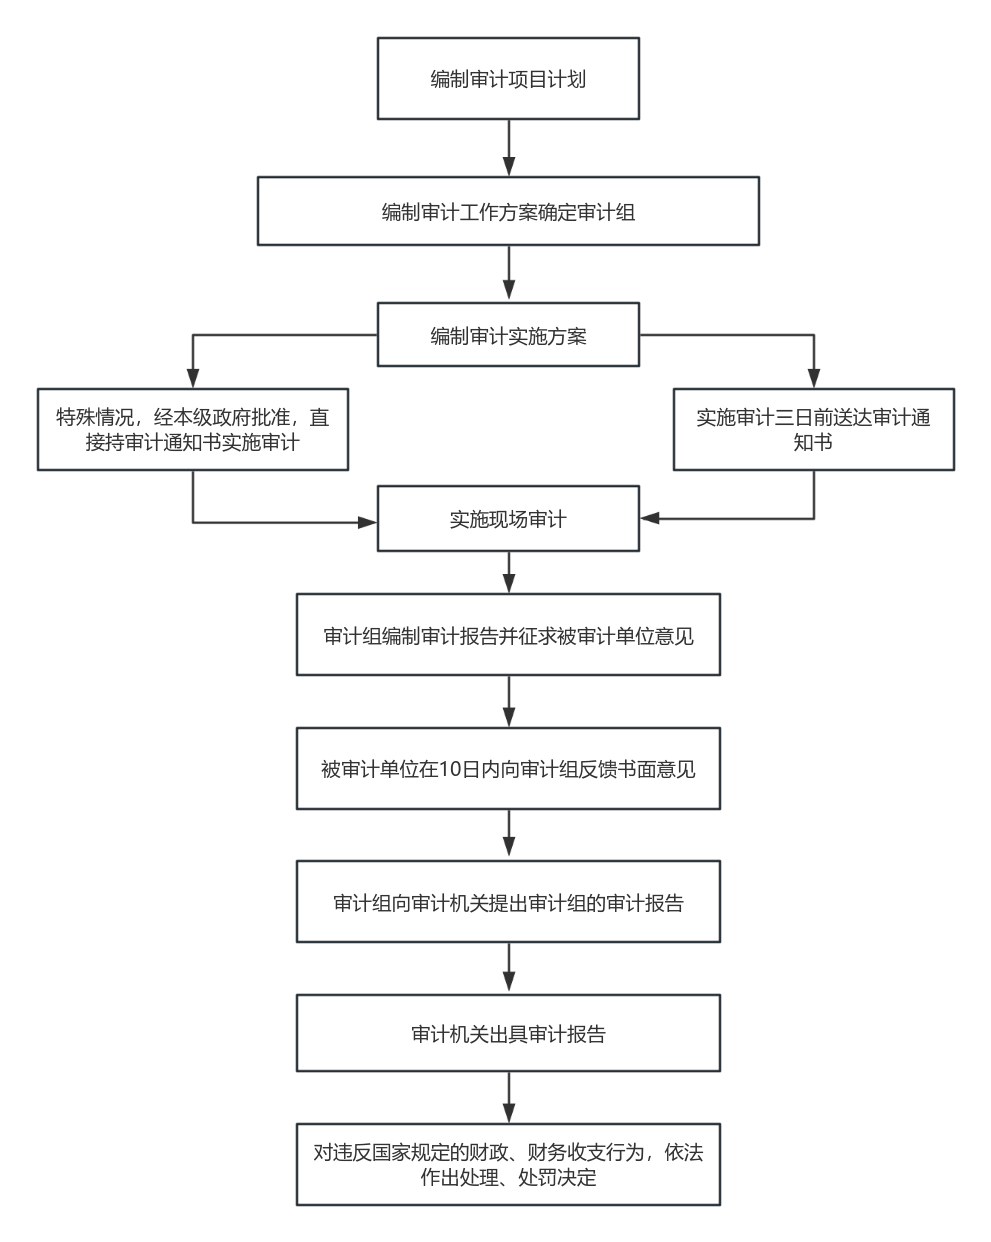 编制审计项目计划
编制审计工作方案确定审计组
编制审计实施方案
特殊情况，经本级政府批准，直
接持审计通知书实施审计
实施审计三日前送达审计通
知书
实施现场审计
审计组编制审计报告并征求被审计单位意见
被审计单位在10日内向审计组反馈书面意见
审计组向审计机关提出审计组的审计报告
审计机关出具审计报告
对违反国家规定的财政、财务收支行为，依法
作出处理、处罚决定